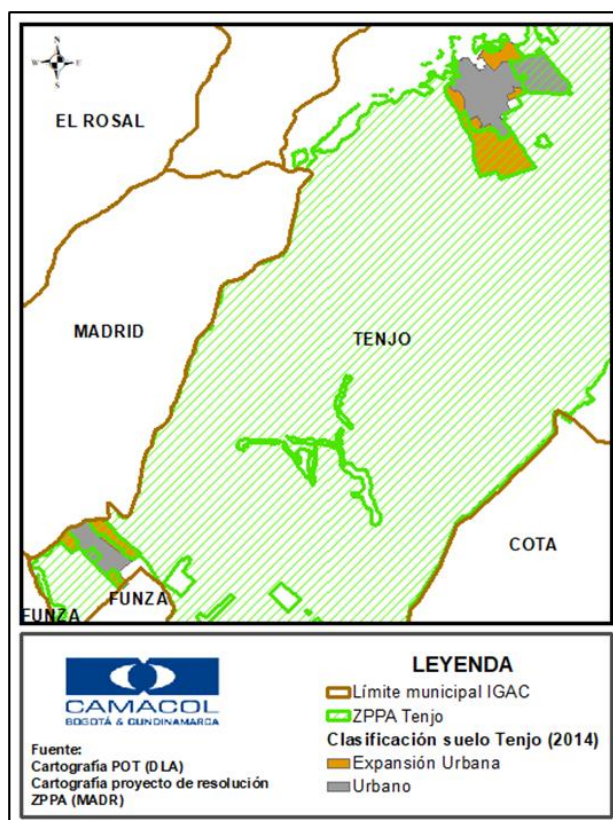 N
W E
S
EL ROSAL
MADRID
TENJO
COTA
FUNZA
FUNZA
CAMACOL
BOGOTÁ & CUNDINAMARCA
Fuente:
Cartografía POT (DLA)
Cartografía proyecto de resolución
ZPPA (MADR)
LEYENDA
Límite municipal IGAC
ZPPA Tenjo
Clasificación suelo Tenjo (2014)
Expansión Urbana
Urbano